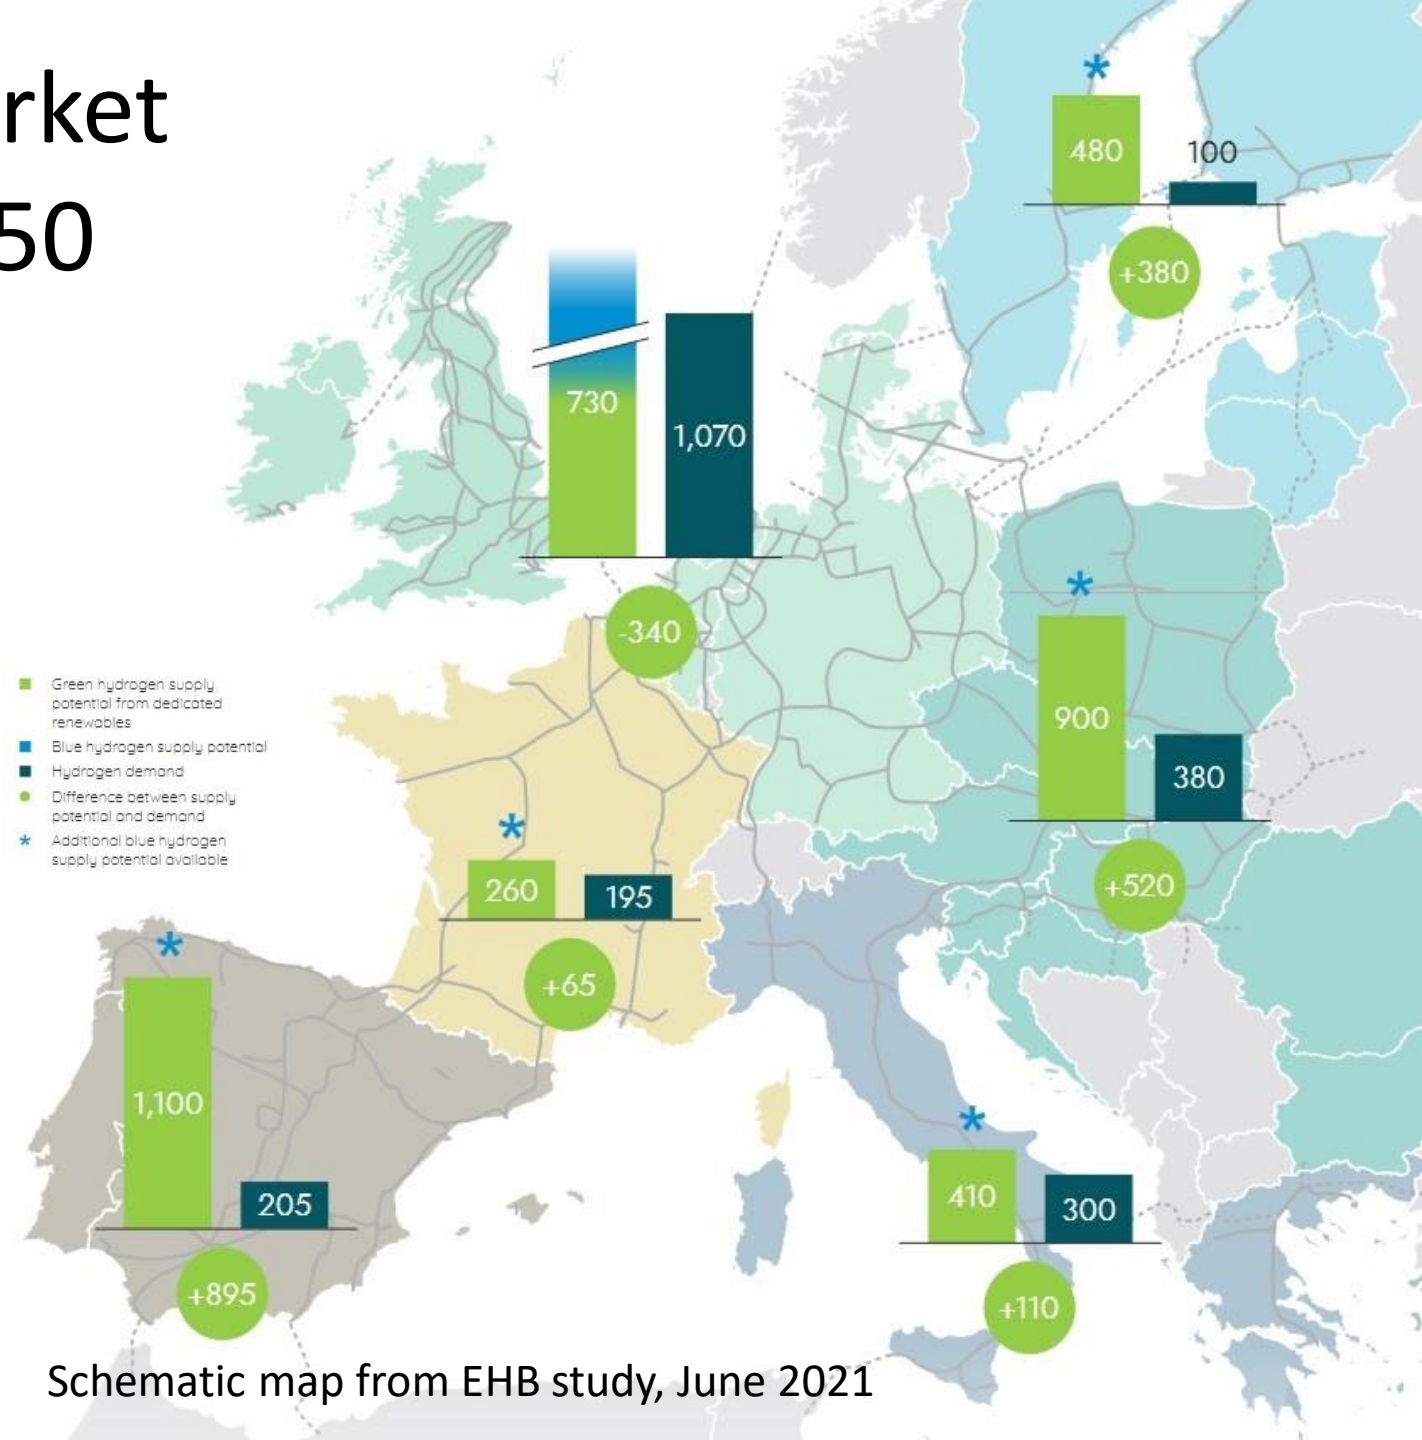 rket
50
*
480
100
+380
730
1,070
-340
*
900
380
+520
Green hydrogen supply
potential from dedicated
renewables
Blue hydrogen supply potential
Hydrogen demand
Difference between supply
potential and demand
* Additional blue hydrogen
supply potential available
*
260
195
+65
*
1,100
205
+895
*
410
300
+110
Schematic map from EHB study, June 2021